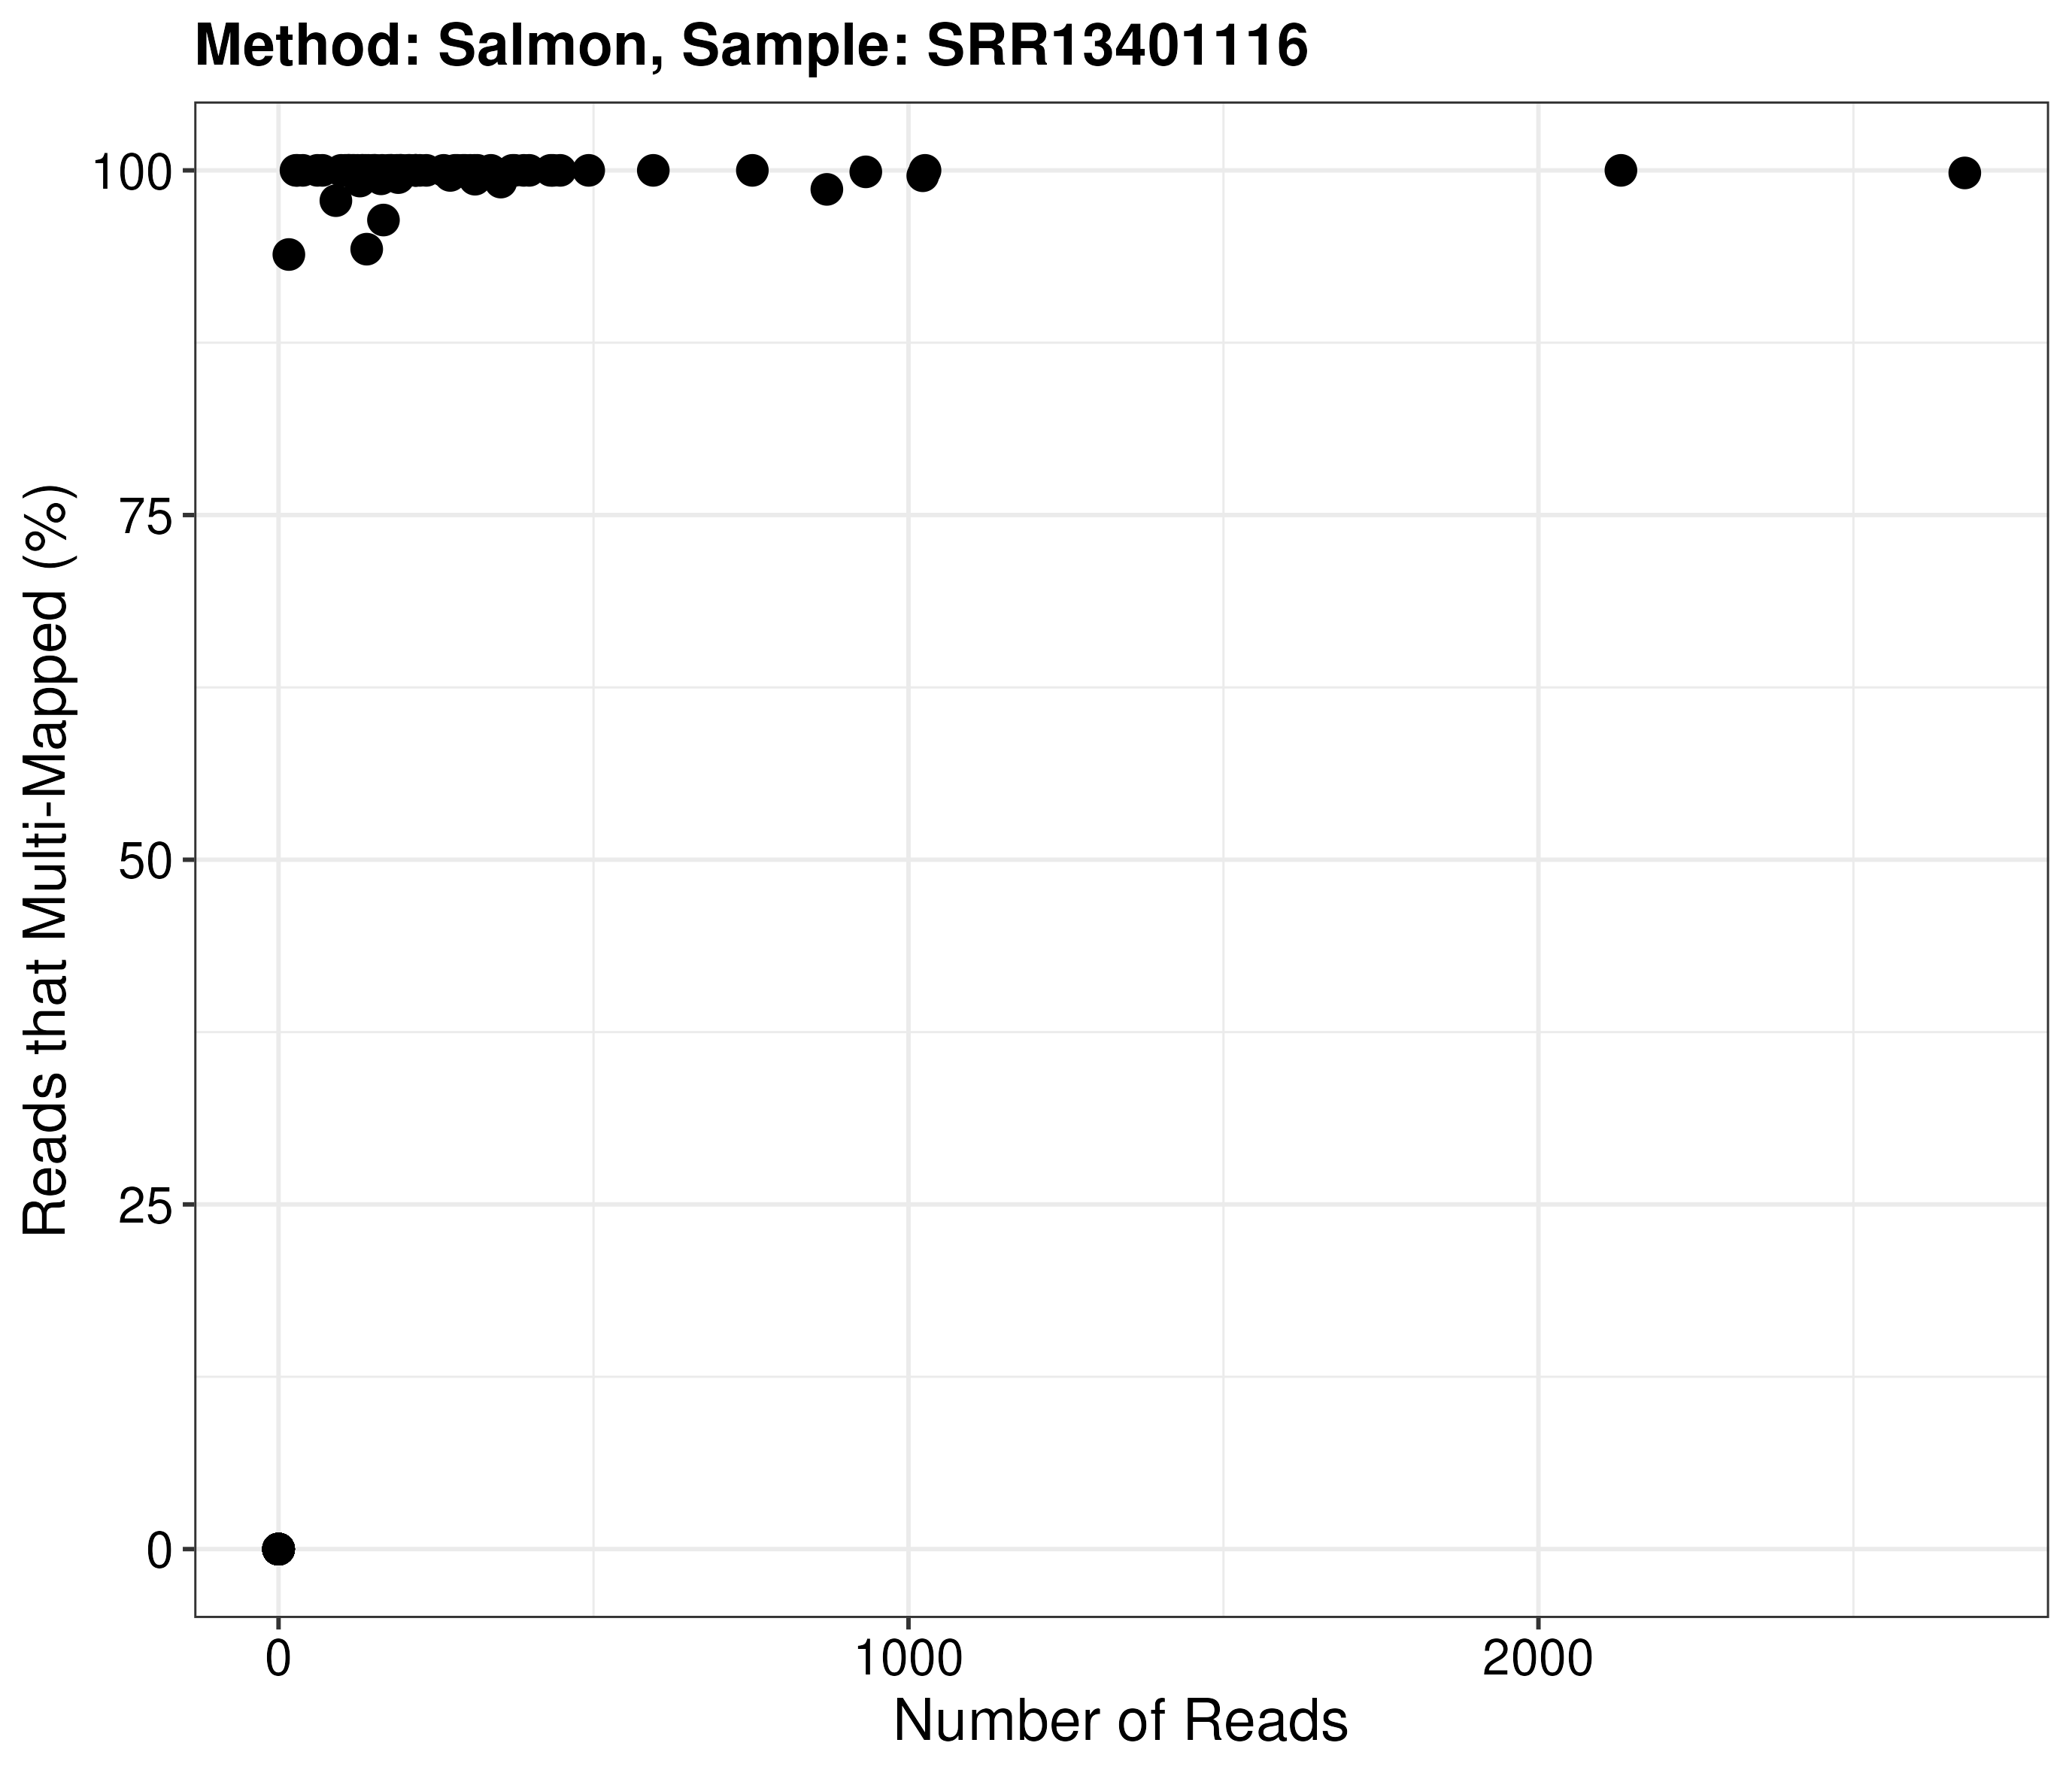 Method: Salmon, Sample: SRR13401116
Reads that Multi-Mapped (%)
100
75
50
25
0
0 1000 2000
Number of Reads